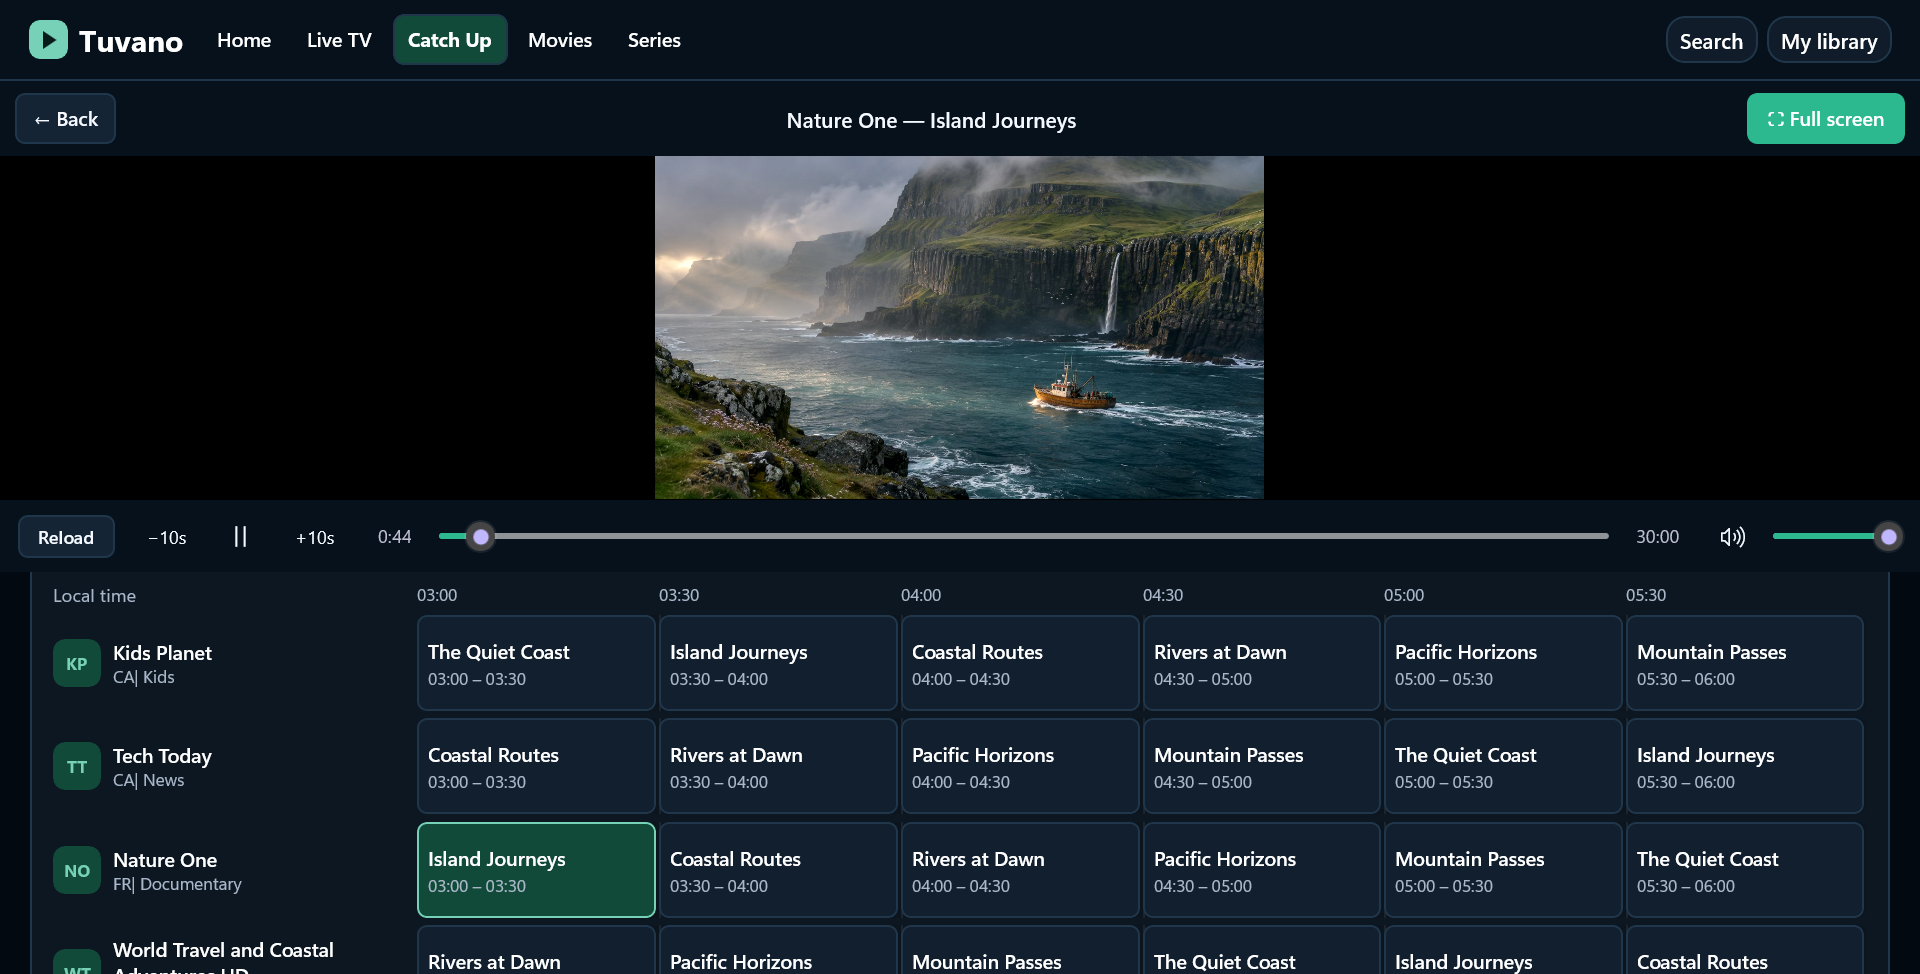 Tuvano
Home
Live TV
Catch Up
Movies
Series
Search
My library
← Back
Nature One — Island Journeys
Full screen
Reload
−10s
+10s
0:44
30:00
Local time
03:00
03:30
04:00
04:30
05:00
05:30
KP
Kids Planet
CA| Kids
The Quiet Coast
03:00 – 03:30
Island Journeys
03:30 – 04:00
Coastal Routes
04:00 – 04:30
Rivers at Dawn
04:30 – 05:00
Pacific Horizons
05:00 – 05:30
Mountain Passes
05:30 – 06:00
TT
Tech Today
CA| News
Coastal Routes
03:00 – 03:30
Rivers at Dawn
03:30 – 04:00
Pacific Horizons
04:00 – 04:30
Mountain Passes
04:30 – 05:00
The Quiet Coast
05:00 – 05:30
Island Journeys
05:30 – 06:00
NO
Nature One
FR| Documentary
Island Journeys
03:00 – 03:30
Coastal Routes
03:30 – 04:00
Rivers at Dawn
04:00 – 04:30
Pacific Horizons
04:30 – 05:00
Mountain Passes
05:00 – 05:30
The Quiet Coast
05:30 – 06:00
WT
World Travel and Coastal
Adventures HD
Rivers at Dawn
Pacific Horizons
Mountain Passes
The Quiet Coast
Island Journeys
Coastal Routes